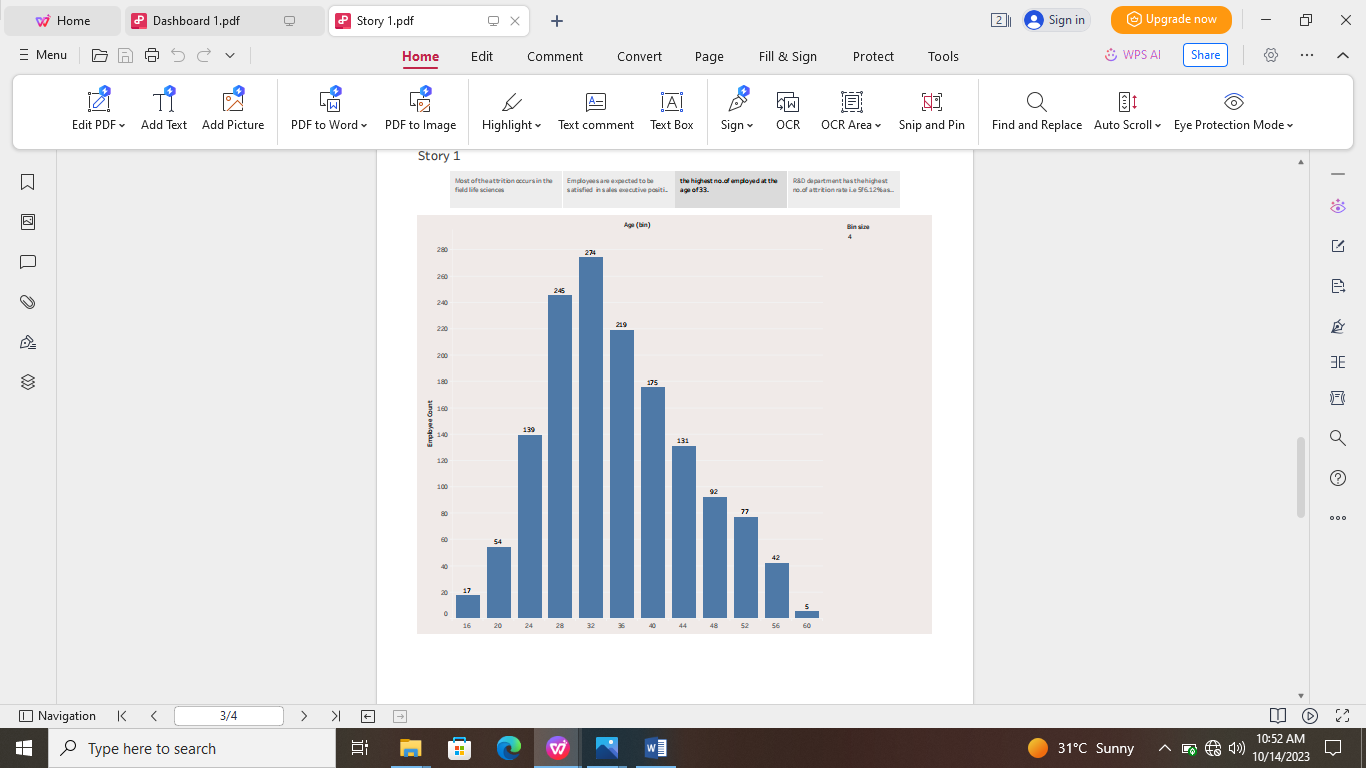 Home
Dashboard 1.pdf
Story 1.pdf
2
Sign in
Upgrade now
Menu
Home
Edit
Comment
Convert
Page
Fill & Sign
Protect
Tools
WPS AI
Share
Edit PDF
Add Text
Add Picture
PDF to Word
PDF to Image
Highlight
Text comment
Text Box
Sign
OCR
OCR Area
Snip and Pin
Find and Replace
Auto Scroll
Eye Protection Mode
Story 1
Most of the attrition occurs in the
field life sciences
Employees are expected to be
satisfied in sales executive positi..
the highest no.of employed at the
age of 33.
R&D department has the highest
no.of attrition rate i.e 5f6.12% as...
Age (bin)
Bin size
4
Employee Count
280
260
240
220
200
180
160
140
120
100
80
60
40
20
0
17
54
139
245
274
219
175
131
92
77
42
5
16
20
24
28
32
36
40
44
48
52
56
60
Navigation
3/4
Type here to search
31°C Sunny
10:52 AM
10/14/2023